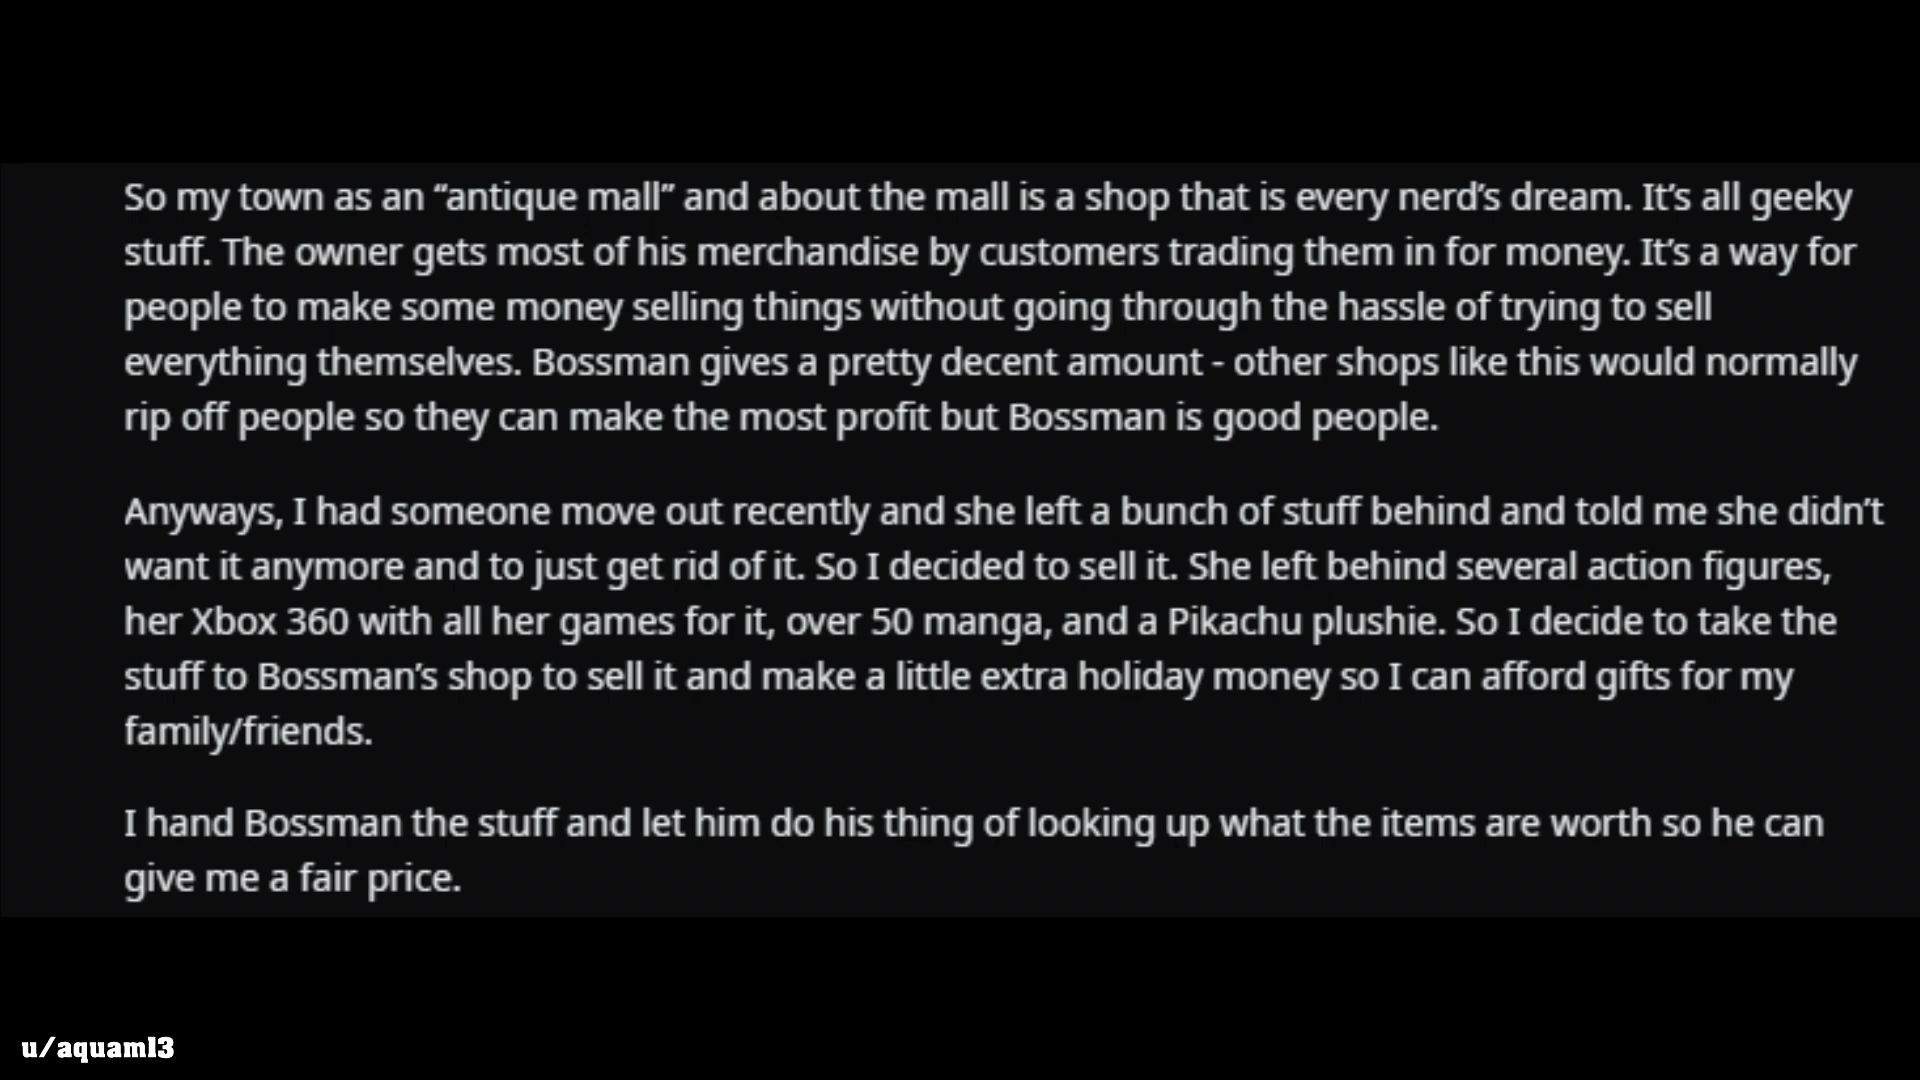 So my town as an “antique mall” and about the mall is a shop that is every nerd’s dream. It’s all geeky
stuff. The owner gets most of his merchandise by customers trading them in for money. It’s a way for
people to make some money selling things without going through the hassle of trying to sell
everything themselves. Bossman gives a pretty decent amount - other shops like this would normally
rip off people so they can make the most profit but Bossman is good people.
Anyways, I had someone move out recently and she left a bunch of stuff behind and told me she didn’t
want it anymore and to just get rid of it. So I decided to sell it. She left behind several action figures,
her Xbox 360 with all her games for it, over 50 manga, and a Pikachu plushie. So I decide to take the
stuff to Bossman’s shop to sell it and make a little extra holiday money so I can afford gifts for my
family/friends.
I hand Bossman the stuff and let him do his thing of looking up what the items are worth so he can
give me a fair price.
u/aquam13